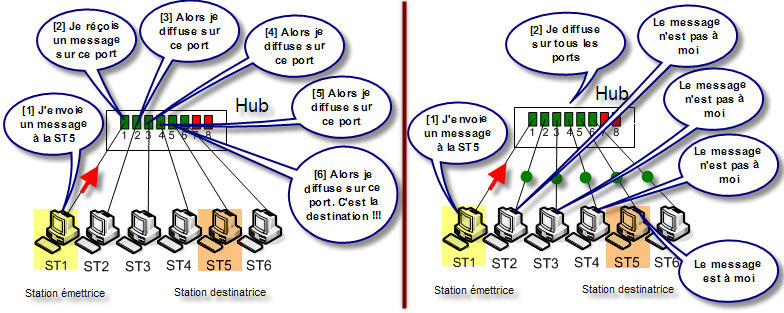 [2] Je réçois
un message
sur ce port
[3] Alors je
diffuse sur
ce port
[4] Alors je
diffuse sur
ce port
[5] Alors je
diffuse sur
ce port
[1] J'envoie
un message
à la ST5
Hub
1 2 3 4 5 6 7 8
[6] Alors je
diffuse sur ce
port. C'est la
destination !!!
ST1 ST2 ST3 ST4 ST5 ST6
Station émettrice
Station destinatrice
[2] Je diffuse
sur tous les
ports
Le message
n'est pas à
moi
Le message
n'est pas à
moi
[1] J'envoie
un message
à la ST5
Hub
1 2 3 4 5 6 7 8
Le message
n'est pas à
moi
Le message
est à moi
ST1 ST2 ST3 ST4 ST5 ST6
Station émettrice
Station destinatrice